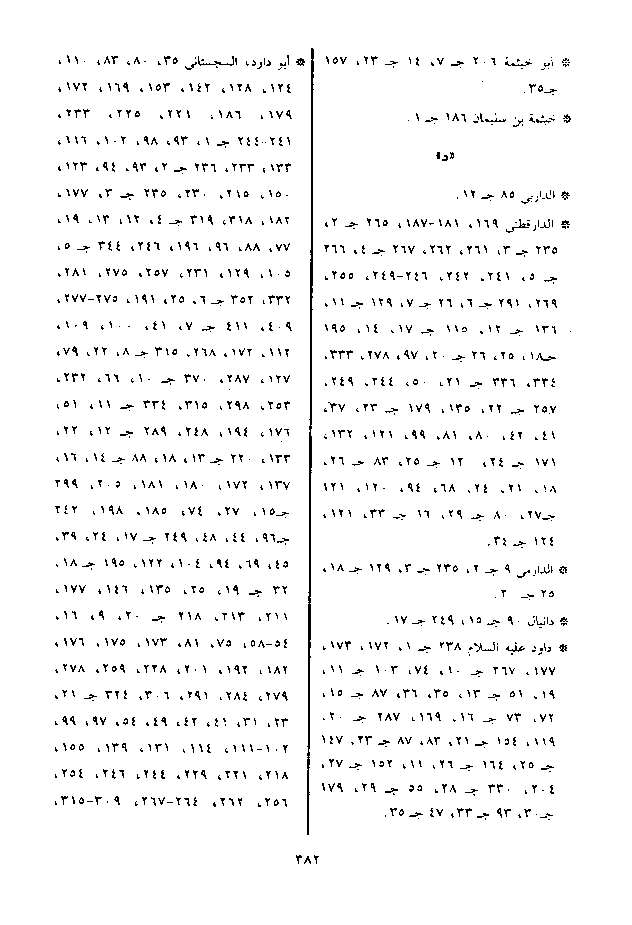 * أبو خيثمة ٢٠٦ جـ ٧، ١٤ جـ ٢٣، ١٥٧
جـ٣٥.
* خيثمة بن سليمان ١٨٦ جـ ١.
«د»
* الداربي ٨٥ جـ ١٢.
* الدارقطني ١٦٩، ١٨١-١٨٧، ٢٦٥ جـ ٢،
٢٣٥ جـ ٣، ٢٦١، ٢٦٢، ٢٦٧ جـ ٤، ٢٦٦
جـ ٥، ٢٤١، ٢٤٢، ٢٤٦-٢٤٩، ٢٥٥،
٢٦٩، ٢٩١ جـ ٦، ٢٦ جـ ٧، ١٢٩ جـ ١١،
١٣٦ جـ ١٢، ١١٥ جـ ١٧، ١٤، ١٩٥
جـ١٨، ٢٥، ٢٦ جـ ٢٠، ٩٧، ٢٧٨، ٣٣٣،
٣٣٤، ٣٣٦ جـ ٢١، ٥٠، ٢٤٤، ٢٤٩،
٢٥٧ جـ ٢٢، ١٣٥، ١٧٩ جـ ٢٣، ٣٧،
٤١، ٤٢، ٨٠، ٨١، ٩٩، ١٢١، ١٣٢،
١٧١ جـ ٢٤، ١٢ جـ ٢٥، ٨٣ جـ ٢٦،
١٨، ٢١، ٢٤، ٦٨، ٩٤، ١٢٠، ١٢١
جـ٢٧، ٨٠ جـ ٢٩، ١٦ جـ ٣٣، ١٢١،
١٢٤ جـ ٣٤.
* الدارمي ٩ جـ ٢، ٢٣٥ جـ ٣، ١٢٩ جـ ١٨،
٢٥ جـ ٢٠.
* دانيال ٩٠ جـ ١٥، ٢٤٩ جـ ١٧.
* داود عليه السلام ٢٣٨ جـ ١، ١٧٢، ١٧٣،
١٧٧، ٢٦٧ جـ ١٠، ٧٤، ١٠٣ جـ ١١،
١٩، ٥١ جـ ١٣، ٣٥، ٣٦، ٨٧ جـ ١٥،
٧٢، ٧٣ جـ ١٦، ١٦٩، ٢٨٧ جـ ٢٠،
١١٩، ١٥٤ جـ ٢١، ٨٣، ٨٧ جـ ٢٣، ١٤٧
جـ ٢٥، ١٦٤ جـ ٢٦، ١١، ١٥٢ جـ ٢٧،
٢٠٤، ٣٣٠ جـ ٢٨، ٥٥ جـ ٢٩، ١٧٩
جـ٣٠، ٩٣ جـ ٣٣، ٤٧ جـ ٣٥.
* أبو داود، السجستاني ٣٥، ٨٠، ٨٣، ١١٠،
١٢٤، ١٢٨، ١٤٢، ١٥٣، ١٦٩، ١٧٢،
١٧٩، ١٨٦، ٢٢١، ٢٢٥، ٢٣٣،
٢٤١-٢٤٤ جـ ١، ٩٣، ٩٨، ١٠٢، ١١٦،
١٣٣، ٢٣٣، ٢٣٦ جـ ٢، ٩٣، ٩٤، ١٢٣،
١٥٠، ٢١٥، ٢٣٠، ٢٣٥ جـ ٣، ١٧٧،
١٨٢، ٣١٨، ٣١٩ جـ ٤، ١٢، ١٣، ١٩،
٧٧، ٨٨، ٩٦، ١٩٦، ٢٤٦، ٣٤٤ جـ ٥،
١٠٥، ١٢٩، ٢٣١، ٢٥٧، ٢٧٥، ٢٨١،
٣٣٢، ٣٥٢ جـ ٦، ٢٥، ١٩١، ٢٧٥-٢٧٧،
٤٠٩، ٤١١ جـ ٧، ٤١، ١٠٠، ١٠٩،
١١٢، ١٧٢، ٢٦٨، ٣١٥ جـ ٨، ٢٢، ٧٩،
١٢٧، ٢٨٧، ٣٧٠ جـ ١٠، ٦٦، ٢٣٢،
٢٥٣، ٢٩٨، ٣١٥، ٣٣٤ جـ ١١، ٥١،
١٧٦، ١٩٤، ٢٤٨، ٢٨٩ جـ ١٢، ٢٢،
١٣٣، ٢٢٠ جـ ١٣، ١٨، ٨٨ جـ ١٤، ١٦،
١٣٧، ١٧٢، ١٨٠، ١٨١، ٢٠٥، ٢٩٩
جـ١٥، ٢٧، ٧٤، ١٨٥، ١٩٨، ٢٤٢
جـ٩٦، ٤٤، ٤٨، ٢٤٩ جـ ١٧، ٢٤، ٣٩،
٤٥، ٦٩، ٩٤، ١٠٤، ١٢٢، ١٩٥ جـ ١٨،
٣٢ جـ ١٩، ٢٥، ١٣٥، ١٤٦، ١٧٧،
٢١١، ٢١٣، ٢١٨ جـ ٢٠، ٩، ١٦،
٥٤-٥٨، ٧٥، ٨١، ١٧٣، ١٧٥، ١٧٦،
١٨٢، ١٩٢، ٢٠١، ٢٣٨، ٢٥٩، ٢٧٨،
٢٧٩، ٢٨٤، ٢٩١، ٣٠٦، ٣٢٤ جـ ٢١،
٢٣، ٣١، ٤١، ٤٢، ٤٩، ٥٤، ٩٧، ٩٩،
١٠٢-١١١، ١١٤، ١٣١، ١٣٩، ١٥٥،
٢١٨، ٢٢١، ٢٢٩، ٢٤٤، ٢٤٦، ٢٥٤،
٢٥٦، ٢٦٢، ٢٦٤-٢٦٧، ٣٠٩-٣١٥،
٣٨٢